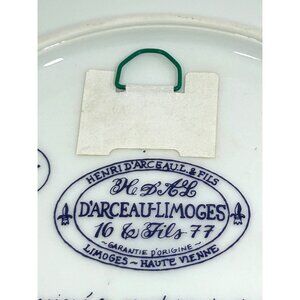 HENRI D'ARCEAU L. & FILS
H D'A L
D'ARCEAU-LIMOGES
16 & Fils 77
GARANTIE D'ORIGINE
LIMOGES - HAUTE VIENNE